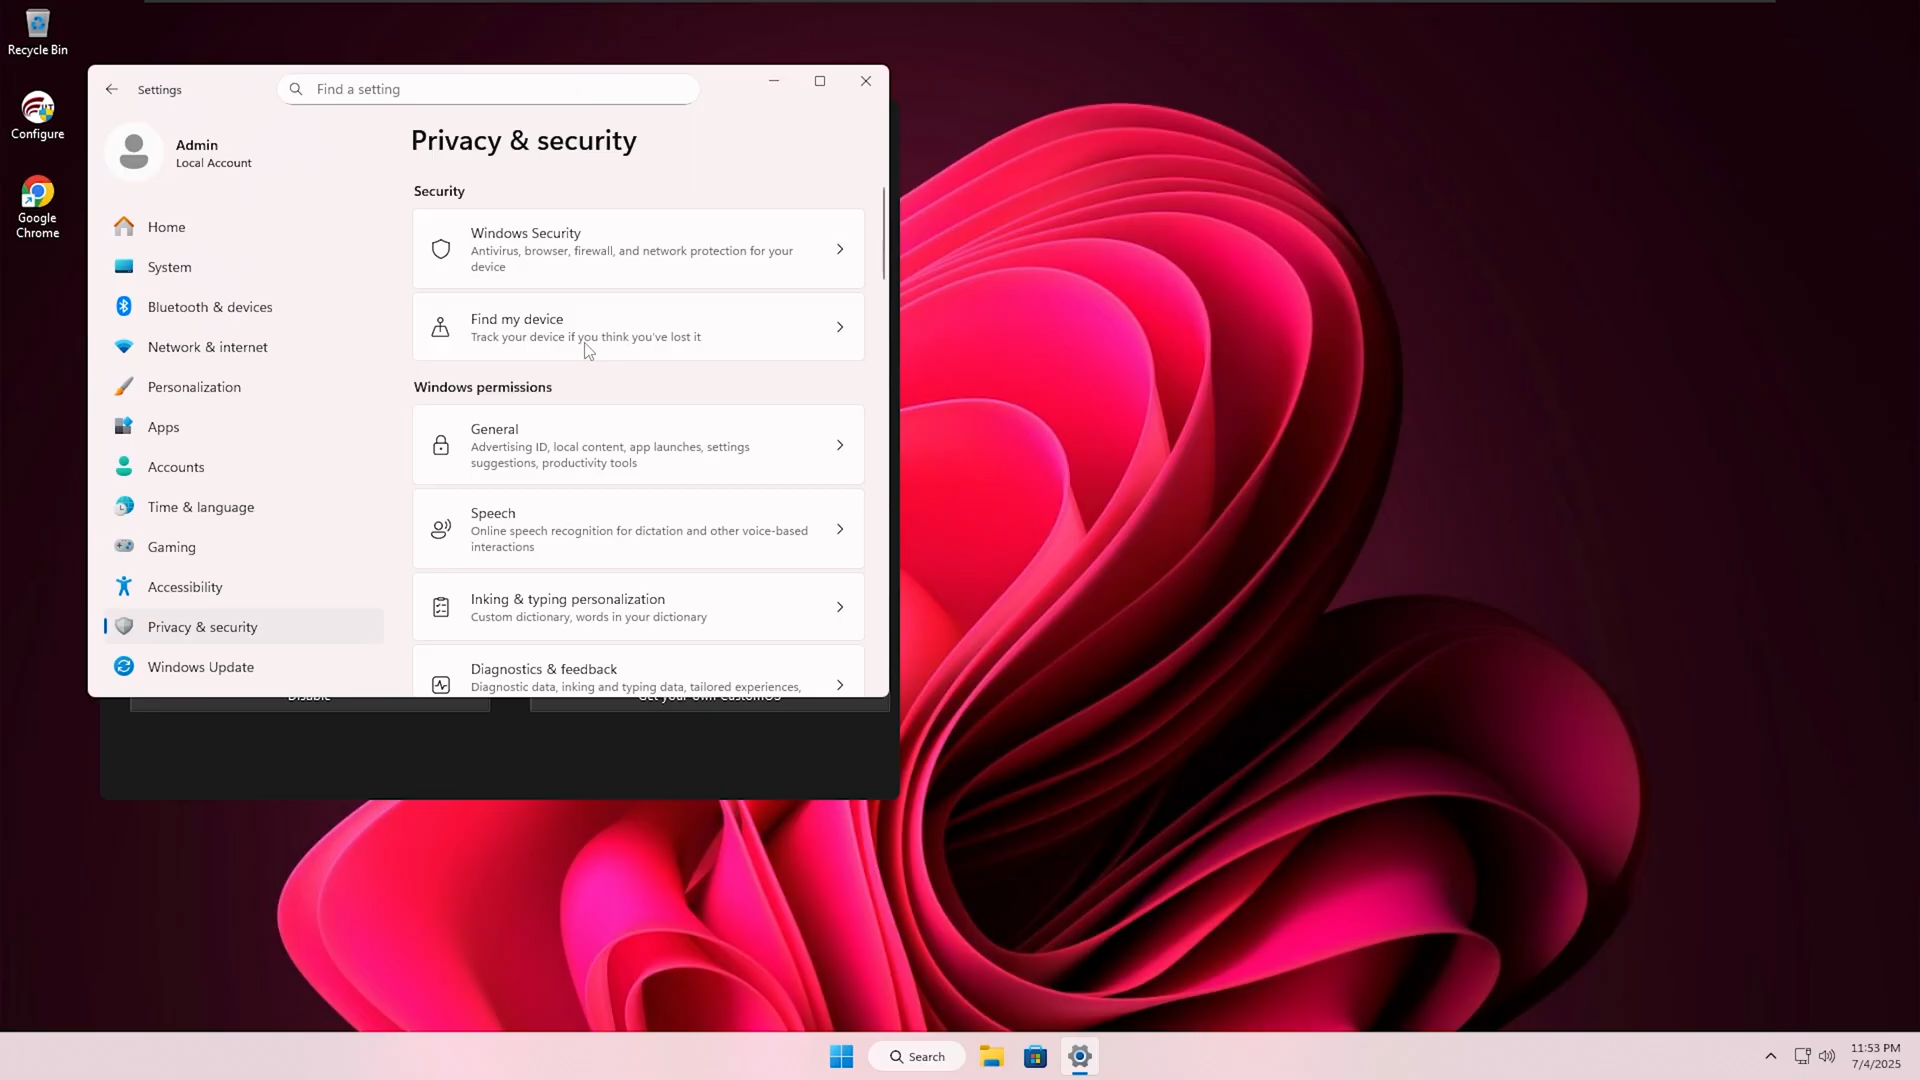 Recycle Bin
Configure
Google
Chrome
Settings
Find a setting
Admin
Local Account
Home
System
Bluetooth & devices
Network & internet
Personalization
Apps
Accounts
Time & language
Gaming
Accessibility
Privacy & security
Windows Update
Privacy & security
Security
Windows Security
Antivirus, browser, firewall, and network protection for your
device
Find my device
Track your device if you think you've lost it
Windows permissions
General
Advertising ID, local content, app launches, settings
suggestions, productivity tools
Speech
Online speech recognition for dictation and other voice-based
interactions
Inking & typing personalization
Custom dictionary, words in your dictionary
Diagnostics & feedback
Diagnostic data, inking and typing data, tailored experiences,
Disable
Get your own CustomOS
Search
11:53 PM
7/4/2025